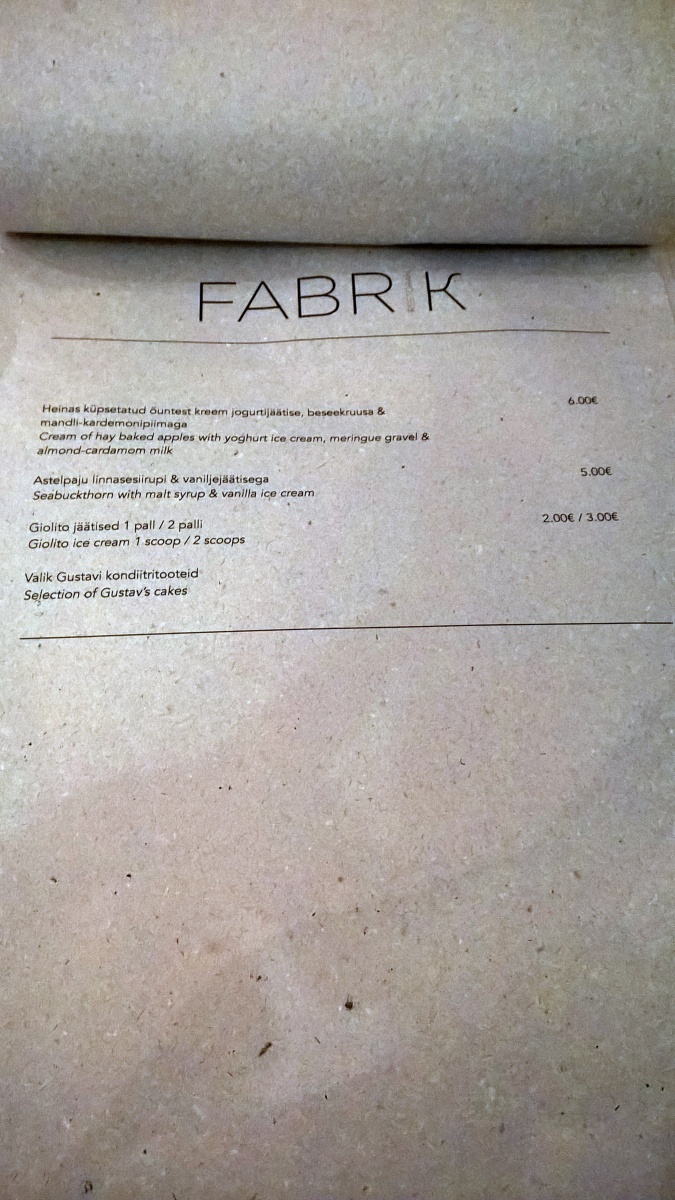 FABRIK
Heinas küpsetatud õuntest kreem jogurtijäätise, beseekruusa & 6.00€
mandli-kardemonipiimaga
Cream of hay baked apples with yoghurt ice cream, meringue gravel &
almond-cardamom milk
Astelpaju linnasesiirupi & vaniljejäätisega 5.00€
Seabuckthorn with malt syrup & vanilla ice cream
Giolito jäätised 1 pall / 2 palli 2.00€ / 3.00€
Giolito ice cream 1 scoop / 2 scoops
Valik Gustavi kondiitritooteid
Selection of Gustav's cakes